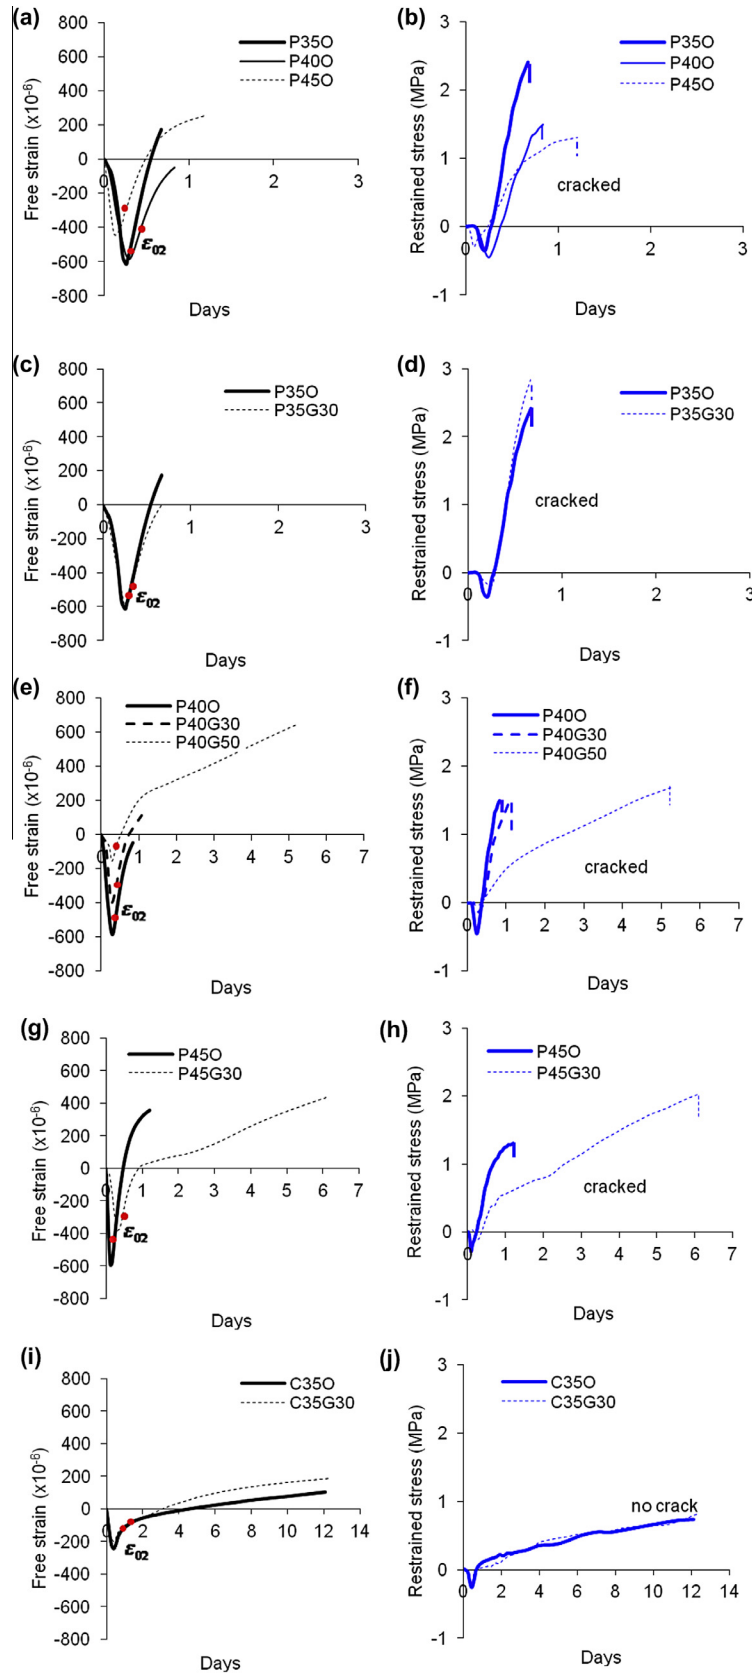 (a)
800
600
400
200
0
-200
-400
-600
-800
Free strain (x10-6)
P35O
P40O
P45O
0 1 2 3
ε02
Days
(b)
3
2
1
0
-1
Restrained stress (MPa)
P35O
P40O
P45O
cracked
0 1 2 3
Days
(c)
800
600
400
200
0
-200
-400
-600
-800
Free strain (x10-6)
P35O
P35G30
0 1 2 3
ε02
Days
(d)
3
2
1
0
-1
Restrained stress (MPa)
P35O
P35G30
cracked
0 1 2 3
Days
(e)
800
600
400
200
0
-200
-400
-600
-800
Free strain (x10-6)
P40O
P40G30
P40G50
0 1 2 3 4 5 6 7
ε02
Days
(f)
3
2
1
0
-1
Restrained stress (MPa)
P40O
P40G30
P40G50
cracked
0 1 2 3 4 5 6 7
Days
(g)
800
600
400
200
0
-200
-400
-600
-800
Free strain (x10-6)
P45O
P45G30
0 1 2 3 4 5 6 7
ε02
Days
(h)
3
2
1
0
-1
Restrained stress (MPa)
P45O
P45G30
cracked
0 1 2 3 4 5 6 7
Days
(i)
800
600
400
200
0
-200
-400
-600
-800
Free strain (x10-6)
C35O
C35G30
0 2 4 6 8 10 12 14
ε02
Days
(j)
3
2
1
0
-1
Restrained stress (MPa)
C35O
C35G30
no crack
0 2 4 6 8 10 12 14
Days